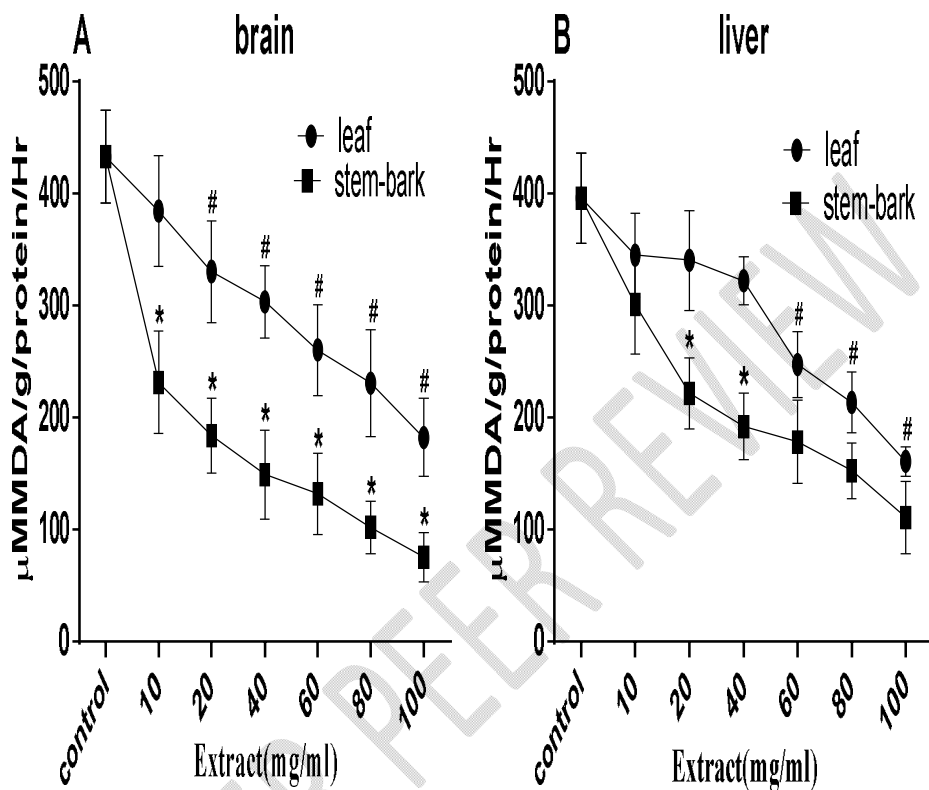 A brain
500
400
300
200
100
0
µMMDA/g/protein/Hr
leaf
stem-bark
#
#
#
#
#
*
*
*
*
*
*
control 10 20 40 60 80 100
Extract(mg/ml)
B liver
500
400
300
200
100
0
µMMDA/g/protein/Hr
leaf
stem-bark
#
#
#
*
*
control 10 20 40 60 80 100
Extract(mg/ml)
PEER REVIEW